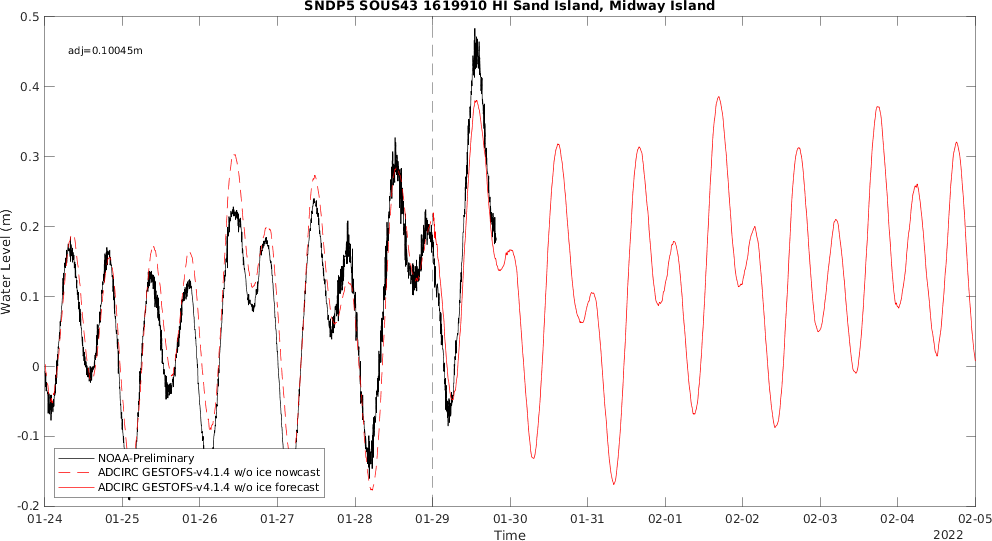 SNDP5 SOUS43 1619910 HI Sand Island, Midway Island
adj=0.10045m
0.5
0.4
0.3
0.2
0.1
0
-0.1
-0.2
Water Level (m)
NOAA-Preliminary
ADCIRC GESTOFS-v4.1.4 w/o ice nowcast
ADCIRC GESTOFS-v4.1.4 w/o ice forecast
01-24 01-25 01-26 01-27 01-28 01-29 01-30 01-31 02-01 02-02 02-03 02-04 02-05
Time
2022